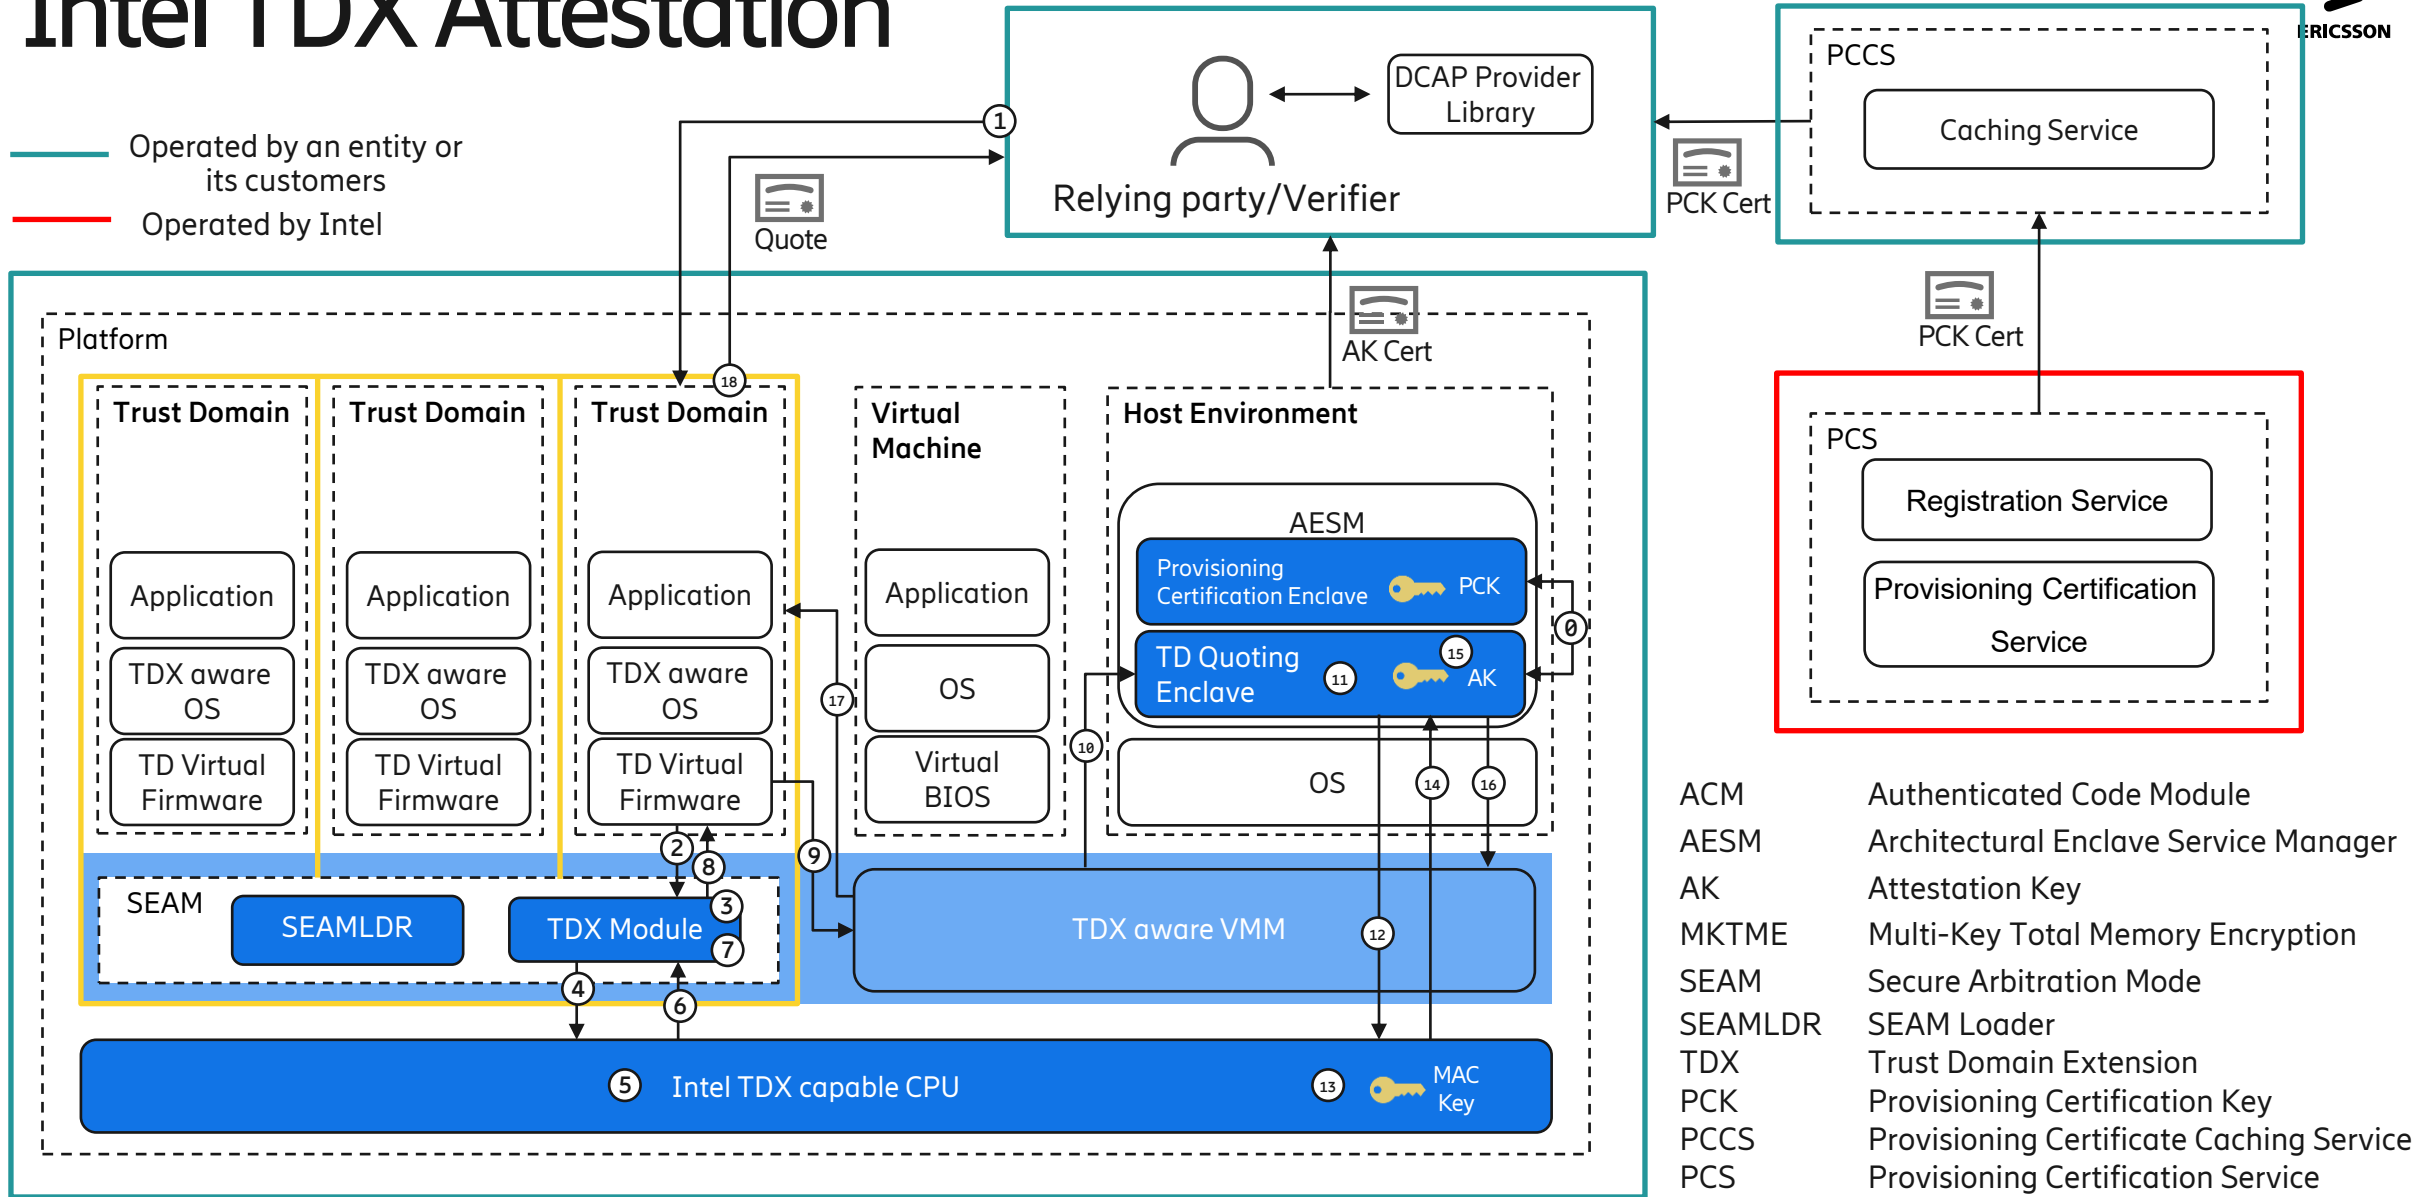 Intel TDX Attestation
ERICSSON
Operated by an entity or
its customers
Operated by Intel
1
Quote
DCAP Provider
Library
Relying party/Verifier
PCK Cert
PCCS
Caching Service
PCK Cert
AK Cert
Platform
18
Trust Domain
Application
TDX aware
OS
TD Virtual
Firmware
Trust Domain
Application
TDX aware
OS
TD Virtual
Firmware
Trust Domain
Application
TDX aware
OS
TD Virtual
Firmware
17
Virtual
Machine
Application
OS
Virtual
BIOS
Host Environment
AESM
Provisioning
Certification Enclave
PCK
0
TD Quoting
Enclave
11
15
AK
10
OS
14
16
2
8
9
SEAM
SEAMLDR
TDX Module
3
7
TDX aware VMM
12
4
6
5
Intel TDX capable CPU
13
MAC
Key
PCS
Registration Service
Provisioning Certification
Service
ACM Authenticated Code Module
AESM Architectural Enclave Service Manager
AK Attestation Key
MKTME Multi-Key Total Memory Encryption
SEAM Secure Arbitration Mode
SEAMLDR SEAM Loader
TDX Trust Domain Extension
PCK Provisioning Certification Key
PCCS Provisioning Certificate Caching Service
PCS Provisioning Certification Service